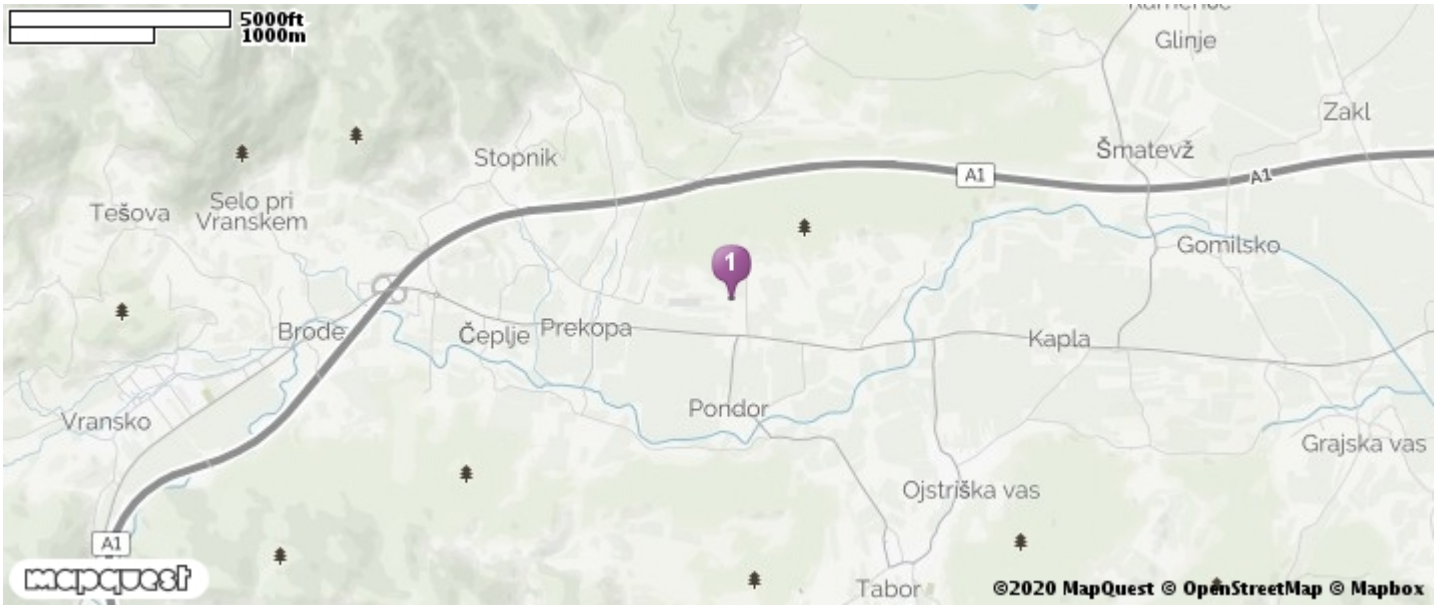 5000ft
1000m
Glinje
Zakl
Šmatevž
Stopnik
A1
A1
Selo pri
Vranskem
Tešova
Gomilsko
1
Brode
Čeplje
Prekopa
Kapla
Pondor
Vransko
Grajska vas
Ojstriška vas
A1
mapquest
Tabor
©2020 MapQuest © OpenStreetMap © Mapbox